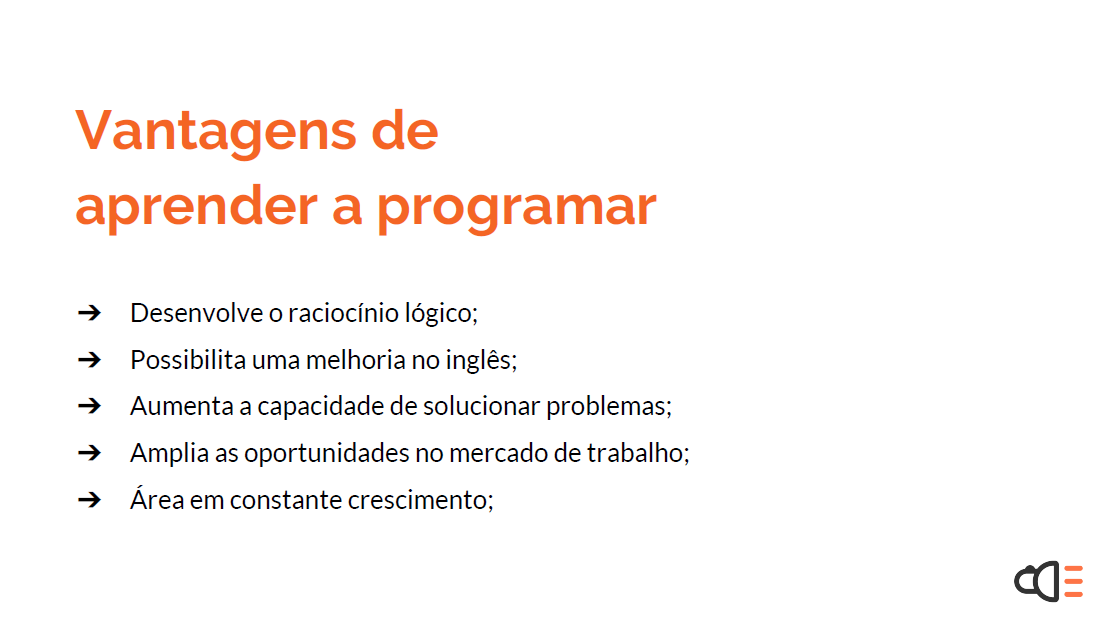 Vantagens de
aprender a programar
➔ Desenvolve o raciocínio lógico;
➔ Possibilita uma melhoria no inglês;
➔ Aumenta a capacidade de solucionar problemas;
➔ Amplia as oportunidades no mercado de trabalho;
➔ Área em constante crescimento;